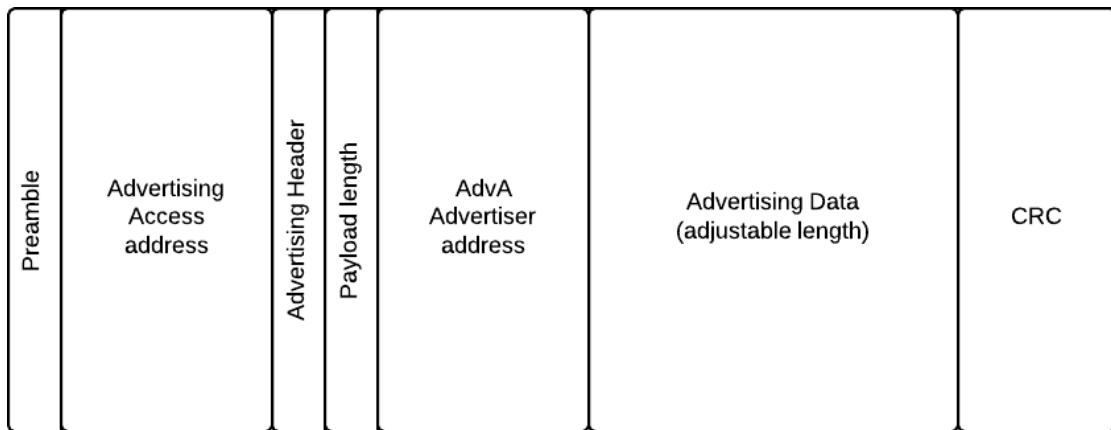 Preamble
Advertising
Access
address
Advertising Header
Payload length
AdvA
Advertiser
address
Advertising Data
(adjustable length)
CRC